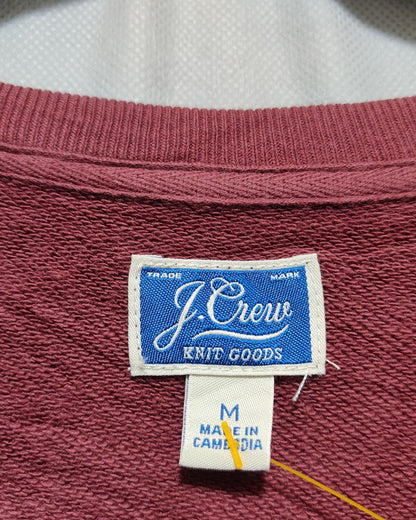 TRADE MARK
J.Crew
KNIT GOODS
M
MADE IN
CAMBODIA